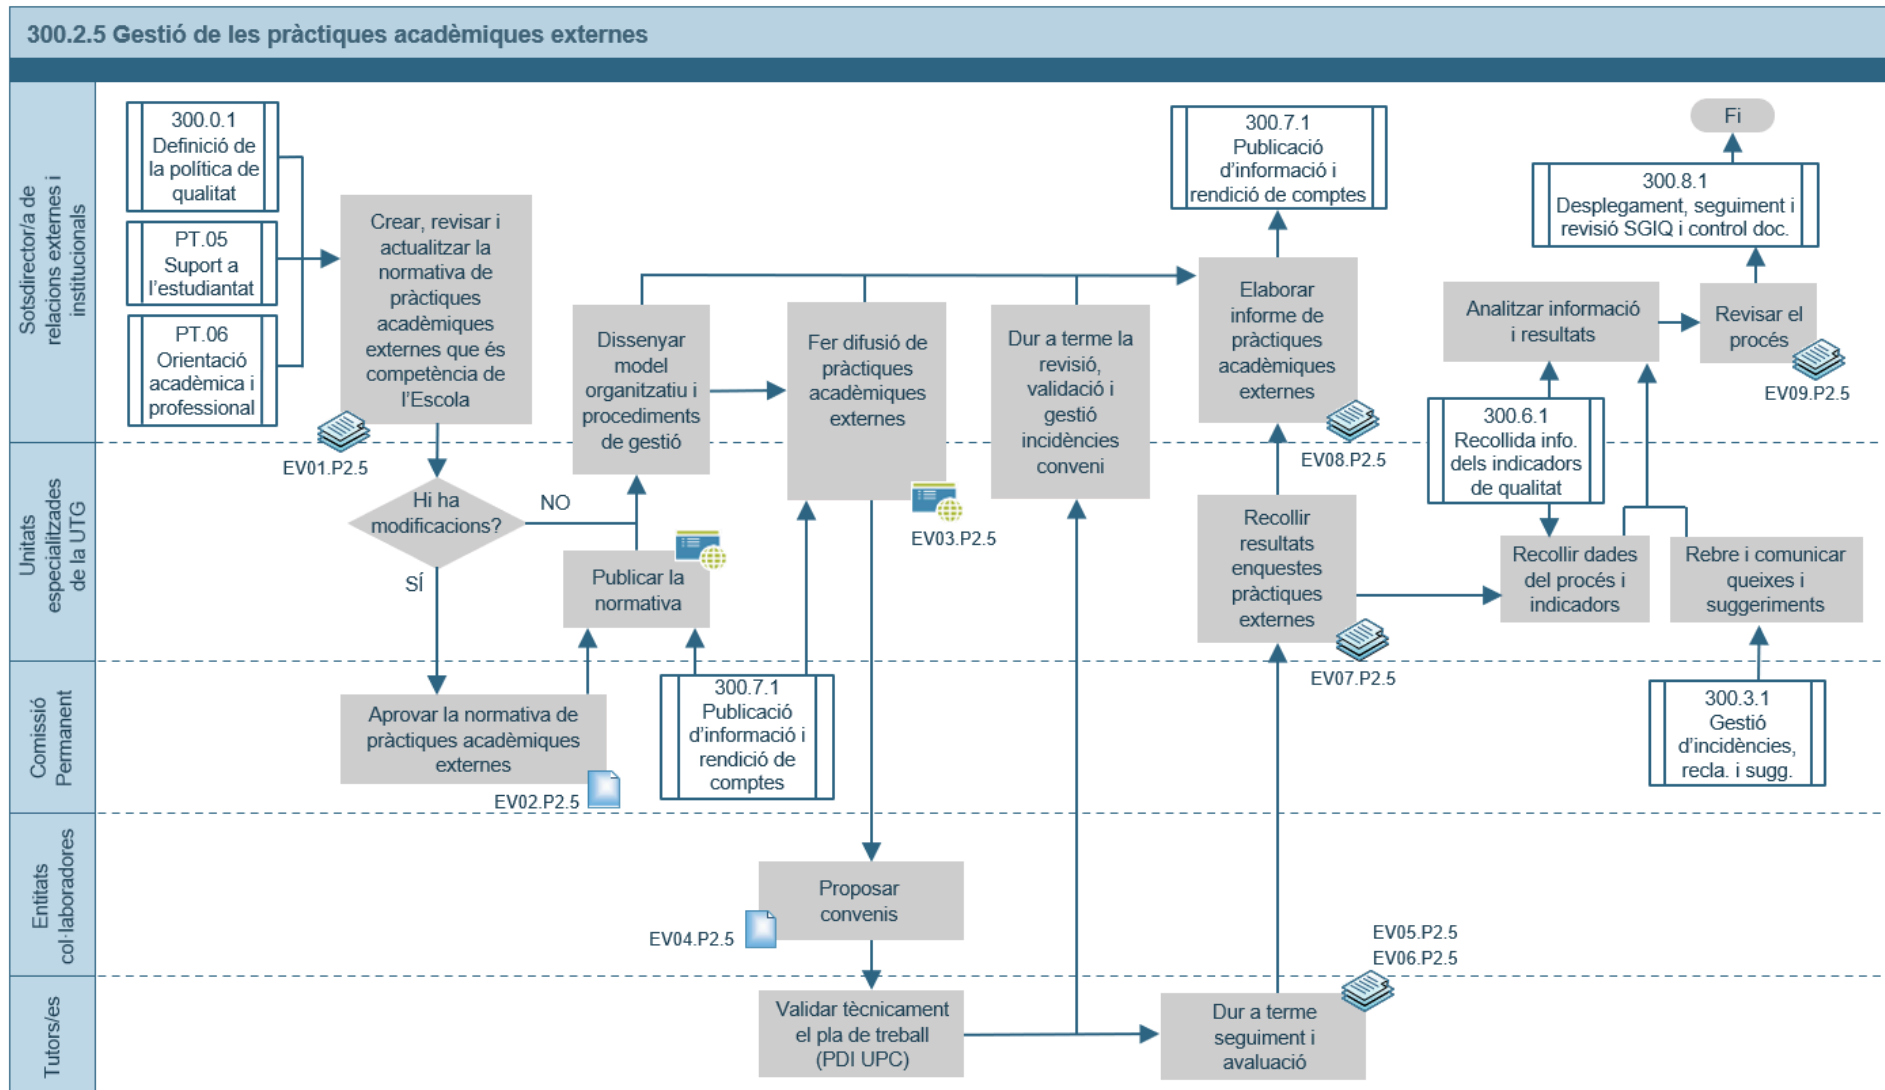 300.2.5 Gestió de les pràctiques acadèmiques externes
Sotsdirector/a de
relacions externes i
institucionals
300.0.1
Definició de
la política de
qualitat
PT.05
Suport a
l’estudiantat
PT.06
Orientació
acadèmica i
professional
Crear, revisar i
actualitzar la
normativa de
pràctiques
acadèmiques
externes que és
competència de
l’Escola
EV01.P2.5
Dissenyar
model
organitzatiu i
procediments
de gestió
Fer difusió de
pràctiques
acadèmiques
externes
EV03.P2.5
Dur a terme la
revisió,
validació i
gestió
incidències
conveni
300.7.1
Publicació
d’informació i
rendició de comptes
Elaborar
informe de
pràctiques
acadèmiques
externes
EV08.P2.5
Fi
300.8.1
Desplegament, seguiment i
revisió SGIQ i control doc.
Analitzar informació
i resultats
Revisar el
procés
EV09.P2.5
300.6.1
Recollida info.
dels indicadors
de qualitat
Unitats
especialitzades
de la UTG
Hi ha
modificacions?
NO
SÍ
Publicar la
normativa
Recollir
resultats
enquestes
pràctiques
externes
EV07.P2.5
Recollir dades
del procés i
indicadors
Rebre i comunicar
queixes i
suggeriments
Comissió
Permanent
Aprovar la normativa de
pràctiques acadèmiques
externes
EV02.P2.5
300.7.1
Publicació
d’informació i
rendició de
comptes
300.3.1
Gestió
d’incidències,
recla. i sugg.
Entitats
col·laboradores
Proposar
convenis
EV04.P2.5
EV05.P2.5
EV06.P2.5
Tutors/es
Validar tècnicament
el pla de treball
(PDI UPC)
Dur a terme
seguiment i
avaluació